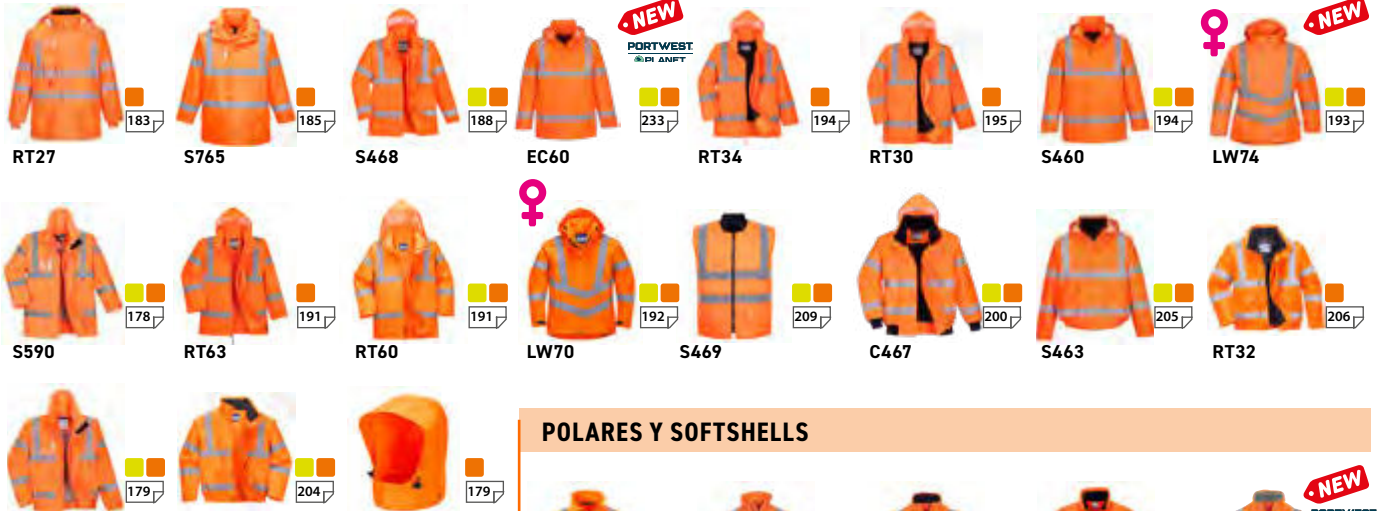 NEW
PORTWEST
PLANET
NEW
183
185
188
233
194
195
194
193
RT27
S765
S468
EC60
RT34
RT30
S460
LW74
178
191
191
192
209
200
205
206
S590
RT63
RT60
LW70
S469
C467
S463
RT32
179
204
179
POLARES Y SOFTSHELLS
NEW
PORTWEST